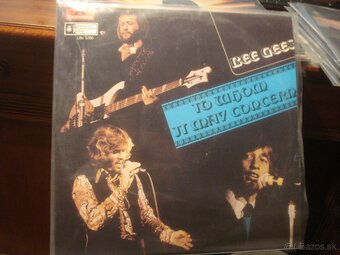 BEE GEES
TO WHOM
IT MAY CONCERN
© bazos.sk